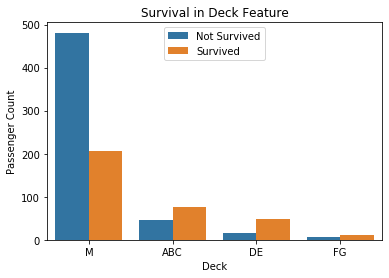 Survival in Deck Feature
Not Survived
Survived
Passenger Count
500
400
300
200
100
0
M ABC DE FG
Deck